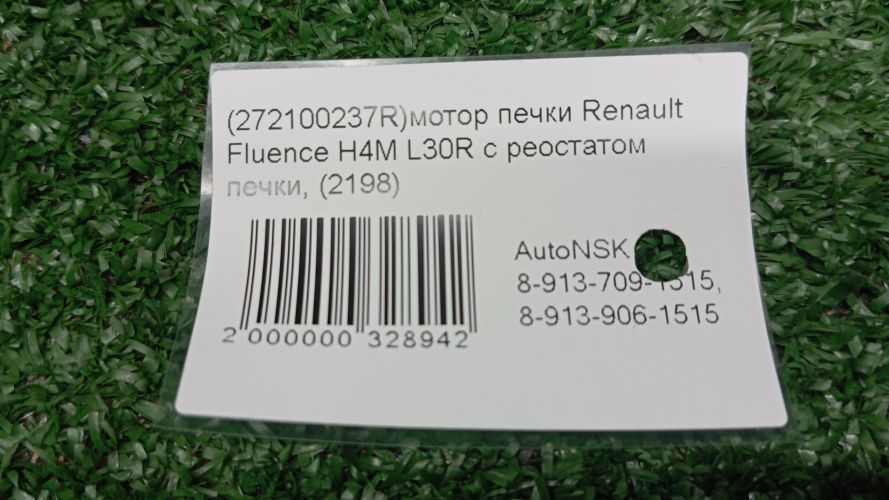 (272100237R)мотор печки Renault
Fluence H4M L30R с реостатом
печки, (2198)
AutoNSK
8-913-709-1515,
8-913-906-1515
2 000000 328942